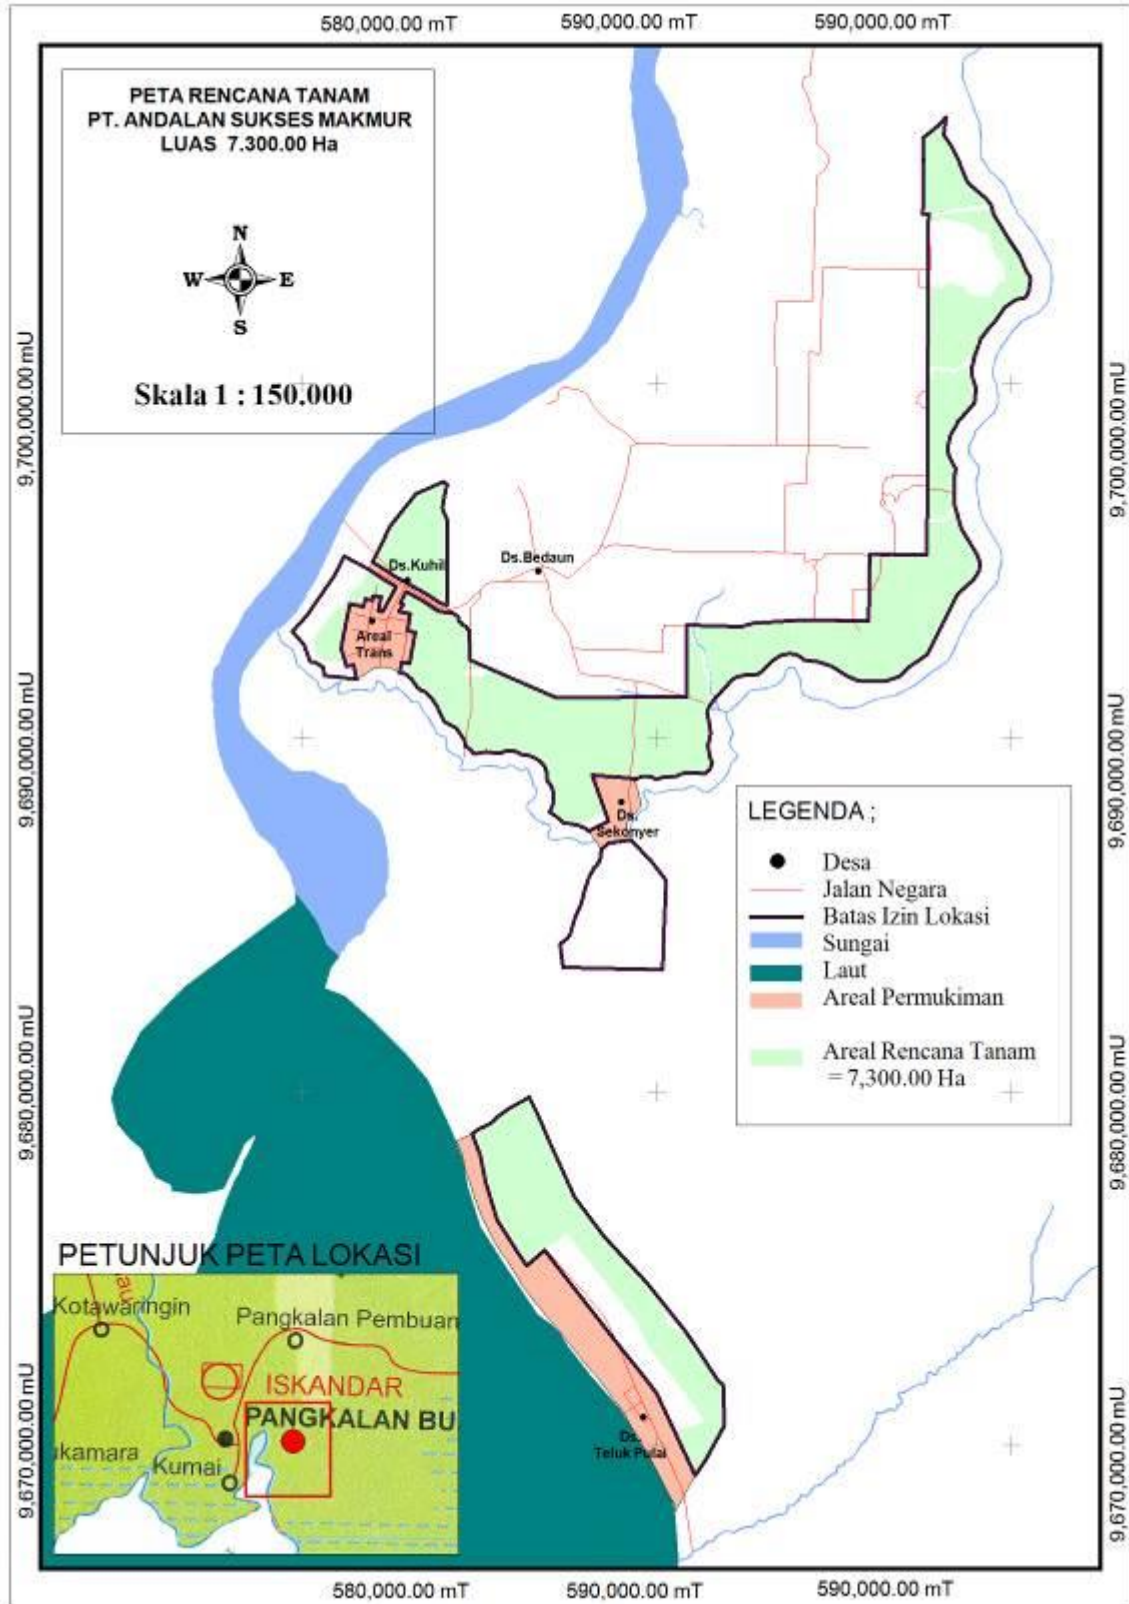 580,000.00 mT
590,000.00 mT
590,000.00 mT
PETA RENCANA TANAM
PT. ANDALAN SUKSES MAKMUR
LUAS 7.300.00 Ha
N
W
E
S
Skala 1 : 150.000
9,700,000.00 mU
9,700,000.00 mU
Ds.Kuhil
Ds.Bedaun
Areal
Trans
9,690,000.00 mU
9,690,000.00 mU
Ds.
Sekonyer
LEGENDA ;
Desa
Jalan Negara
Batas Izin Lokasi
Sungai
Laut
Areal Permukiman
Areal Rencana Tanam
= 7,300.00 Ha
9,680,000.00 mU
9,680,000.00 mU
PETUNJUK PETA LOKASI
Kotawaringin
Pangkalan Pembuan
ISKANDAR
PANGKALAN BU
ukamara
Kumai
Ds.
Teluk Pulai
9,670,000.00 mU
9,670,000.00 mU
580,000.00 mT
590,000.00 mT
590,000.00 mT